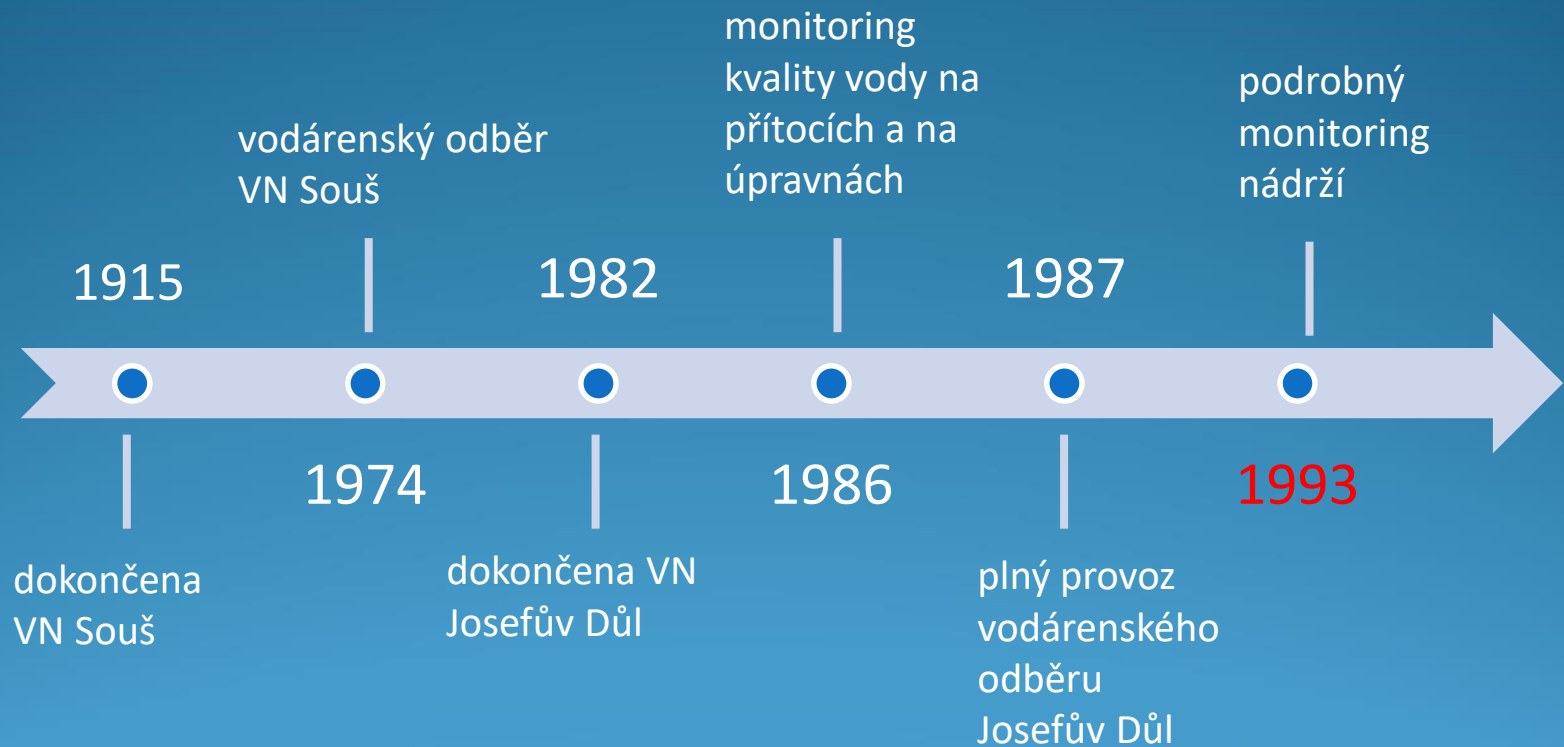 1915
dokončena
VN Souš
vodárenský odběr
VN Souš
1974
1982
dokončena VN
Josefův Důl
monitoring
kvality vody na
přítocích a na
úpravnách
1986
1987
plný provoz
vodárenského
odběru
Josefův Důl
podrobný
monitoring
nádrží
1993